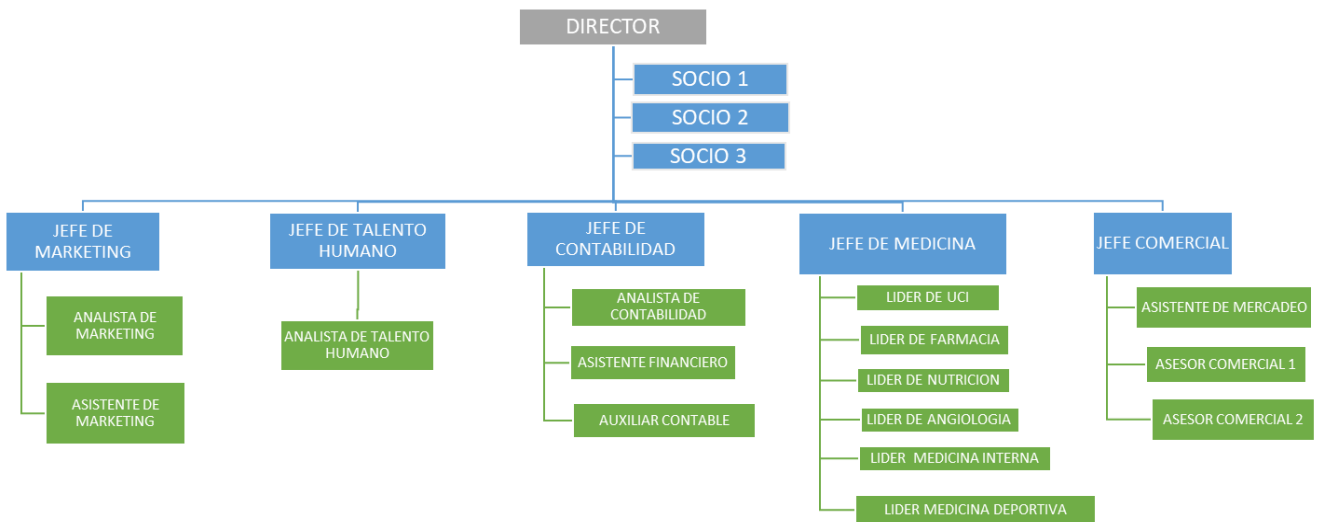 DIRECTOR
SOCIO 1
SOCIO 2
SOCIO 3
JEFE DE
MARKETING
JEFE DE TALENTO
HUMANO
JEFE DE
CONTABILIDAD
JEFE DE MEDICINA
JEFE COMERCIAL
ANALISTA DE
MARKETING
ASISTENTE DE
MARKETING
ANALISTA DE TALENTO
HUMANO
ANALISTA DE
CONTABILIDAD
ASISTENTE FINANCIERO
AUXILIAR CONTABLE
LIDER DE UCI
LIDER DE FARMACIA
LIDER DE NUTRICION
LIDER DE ANGIOLOGIA
LIDER MEDICINA INTERNA
LIDER MEDICINA DEPORTIVA
ASISTENTE DE MERCADEO
ASESOR COMERCIAL 1
ASESOR COMERCIAL 2